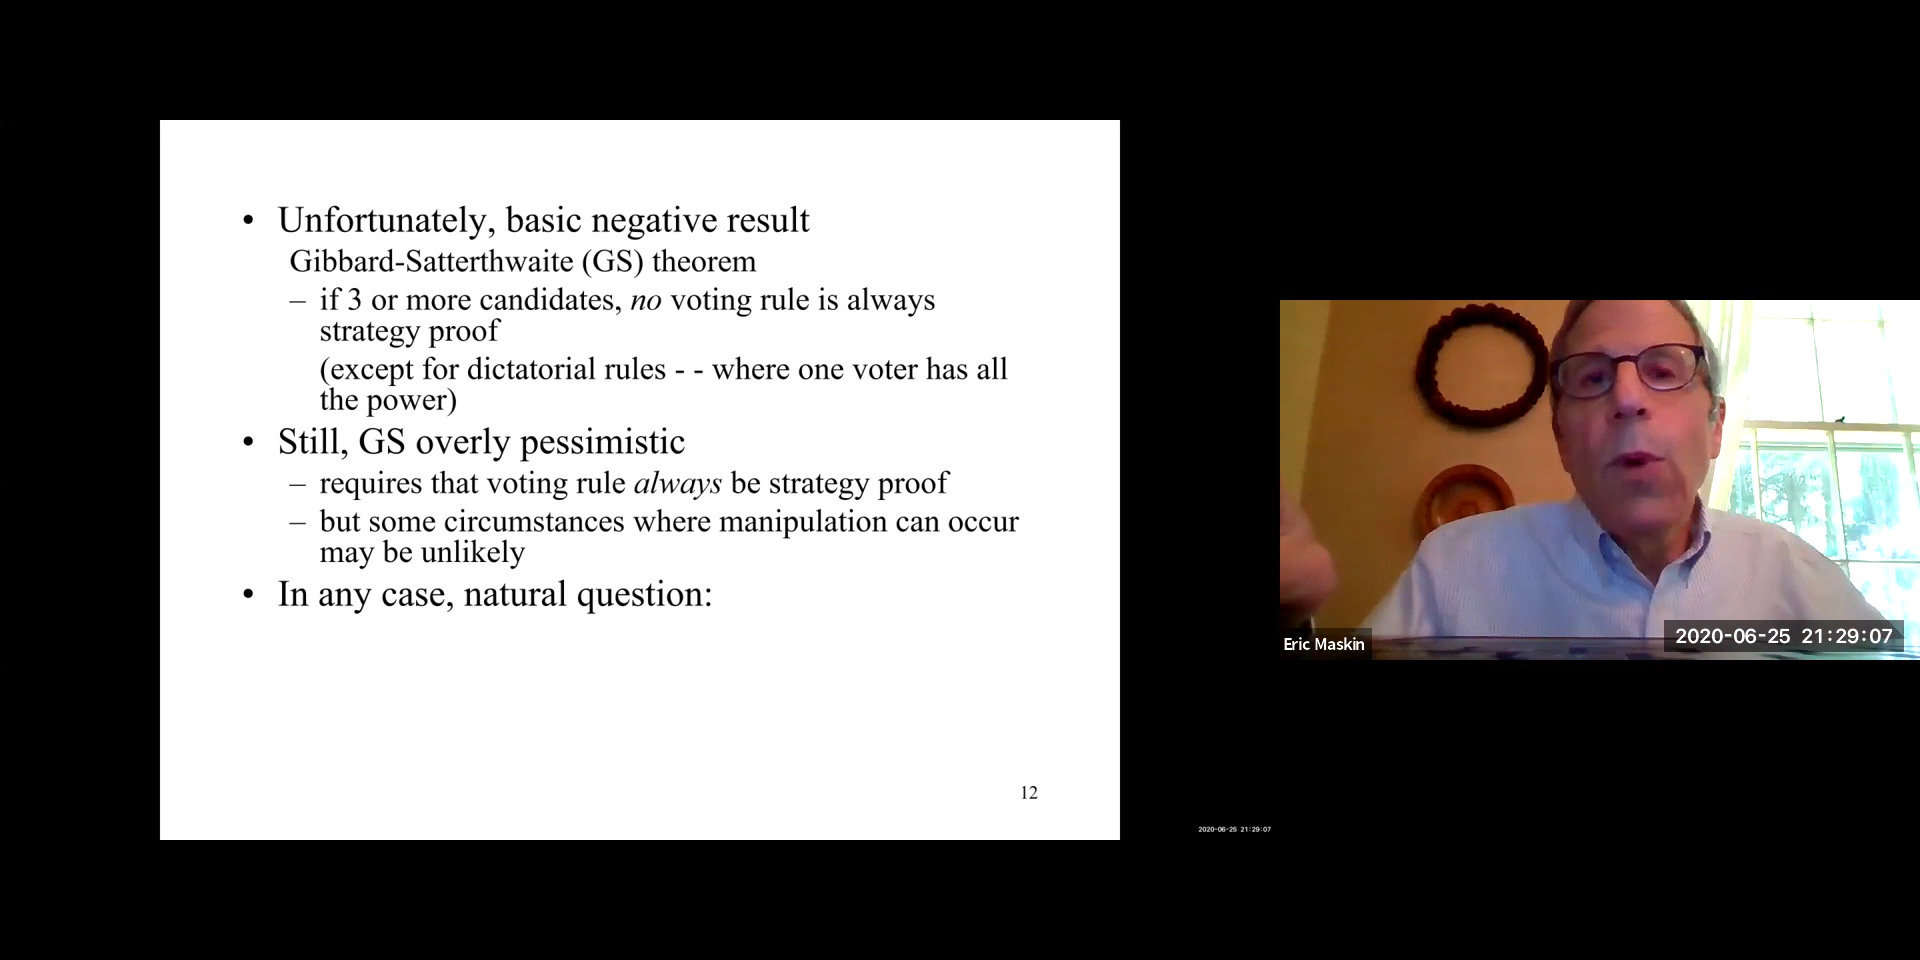 • Unfortunately, basic negative result
Gibbard-Satterthwaite (GS) theorem
– if 3 or more candidates, no voting rule is always
strategy proof
(except for dictatorial rules - - where one voter has all
the power)
• Still, GS overly pessimistic
– requires that voting rule always be strategy proof
– but some circumstances where manipulation can occur
may be unlikely
• In any case, natural question:
12
Eric Maskin
2020-06-25 21:29:07
2020-06-25 21:29:07